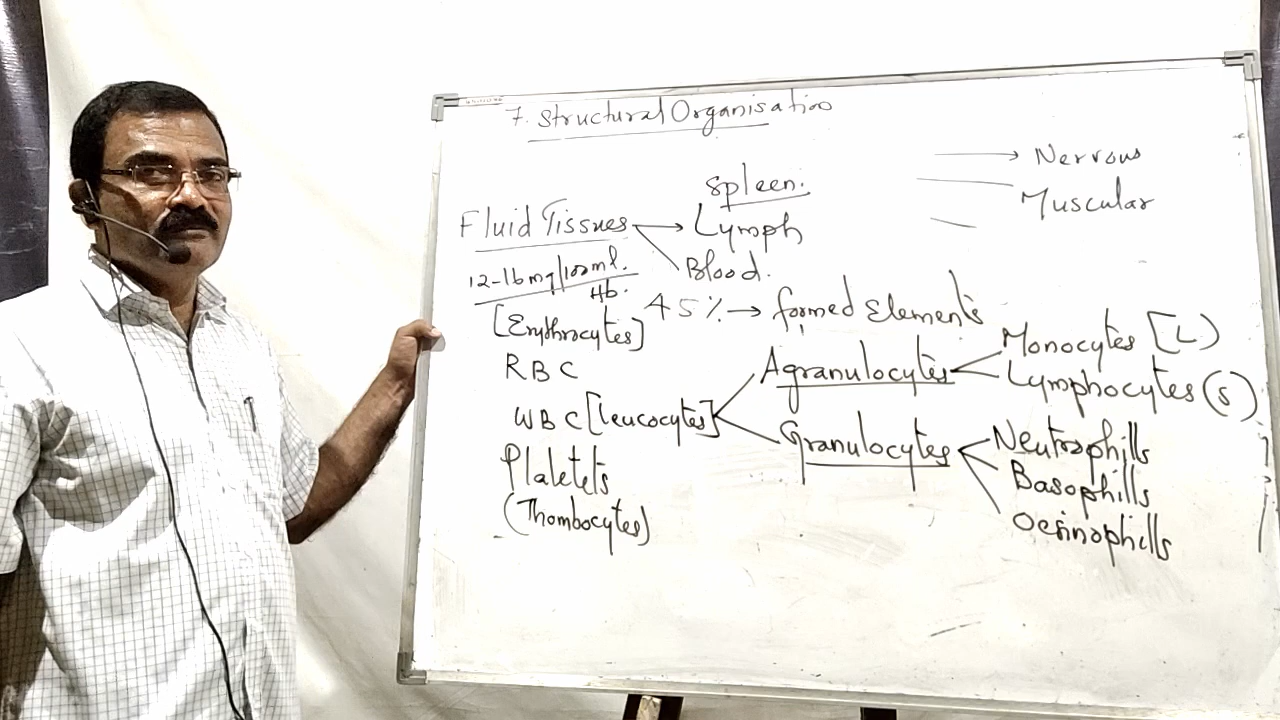 7. Structural Organisation
Nervous
Muscular
Spleen.
Fluid Tissues
Lymph
Blood.
12-16mg/100ml.
Hb.
45% → formed Elements
[Erythrocytes]
RBC
WBC [leucocytes]
Agranulocytes
Monocytes [L]
Lymphocytes (S)
Granulocytes
Neutrophills
Basophills
Oesinophills
Platelets
(Thombocytes)